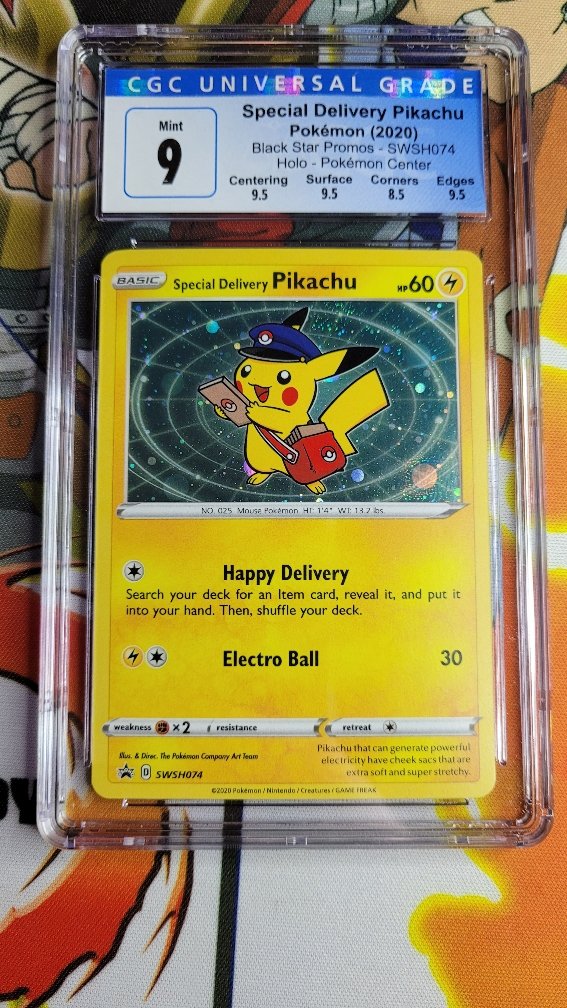 CGC UNIVERSAL GRADE
Mint
9
Special Delivery Pikachu
Pokémon (2020)
Black Star Promos - SWSH074
Holo - Pokémon Center
Centering Surface Corners Edges
9.5 9.5 8.5 9.5
BASIC Special Delivery Pikachu HP60
NO. 025 Mouse Pokémon HT: 1'4" WT: 13.2 lbs.
Happy Delivery
Search your deck for an Item card, reveal it, and put it
into your hand. Then, shuffle your deck.
Electro Ball 30
weakness ×2 resistance retreat
Illus. & Direc. The Pokémon Company Art Team
D SWSH074
Pikachu that can generate powerful
electricity have cheek sacs that are
extra soft and super stretchy.
©2020 Pokémon / Nintendo / Creatures / GAME FREAK